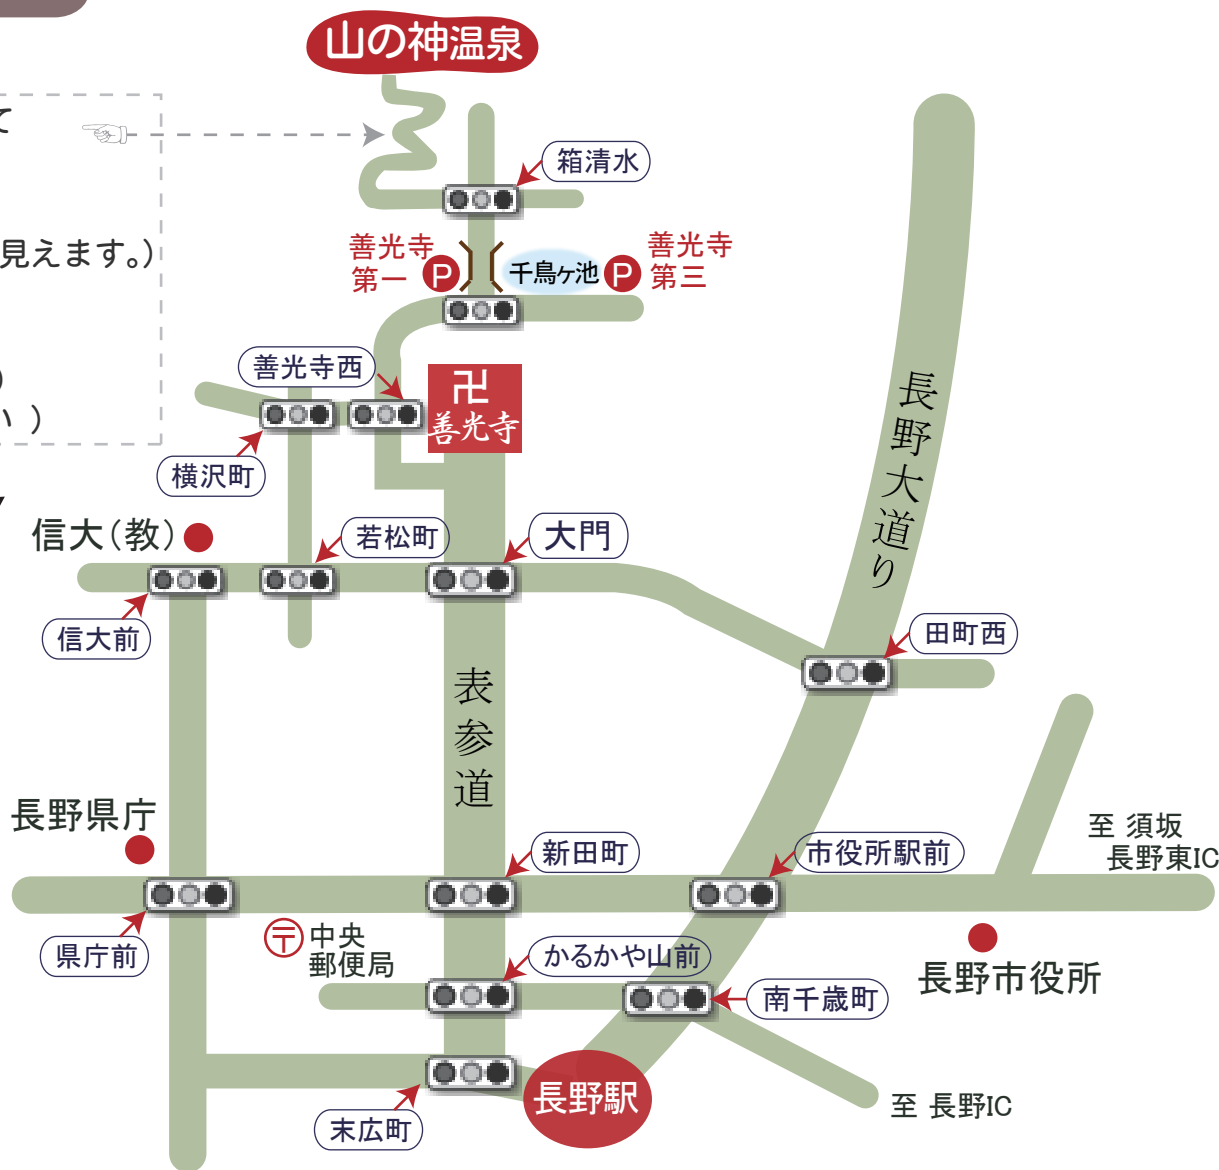 山の神温泉
て
箱清水
見えます。）
善光寺
第一
P
千鳥ヶ池
P
善光寺
第三
善光寺西
）
い ）
卍
善光寺
長野大道り
横沢町
信大（教）
若松町
大門
信大前
田町西
表参道
長野県庁
新田町
市役所駅前
至 須坂
長野東IC
県庁前
〒
中央
郵便局
かるかや山前
長野市役所
南千歳町
末広町
長野駅
至 長野IC